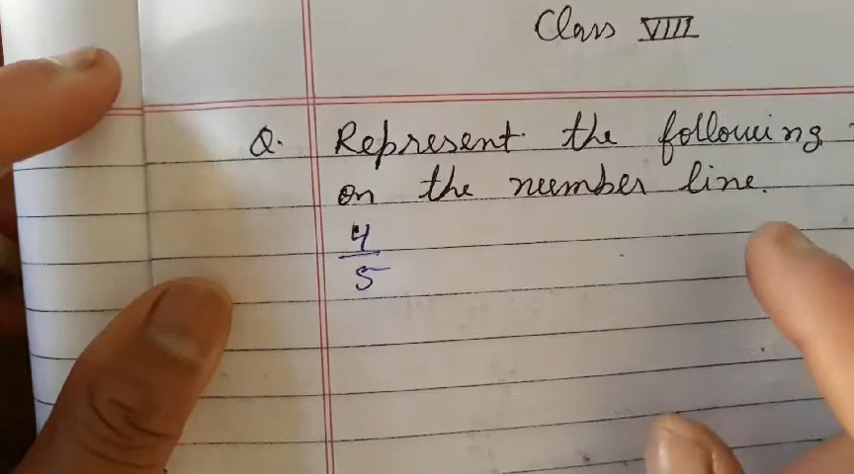 Class VIII
Q. Represent the following
on the number line.
4
5